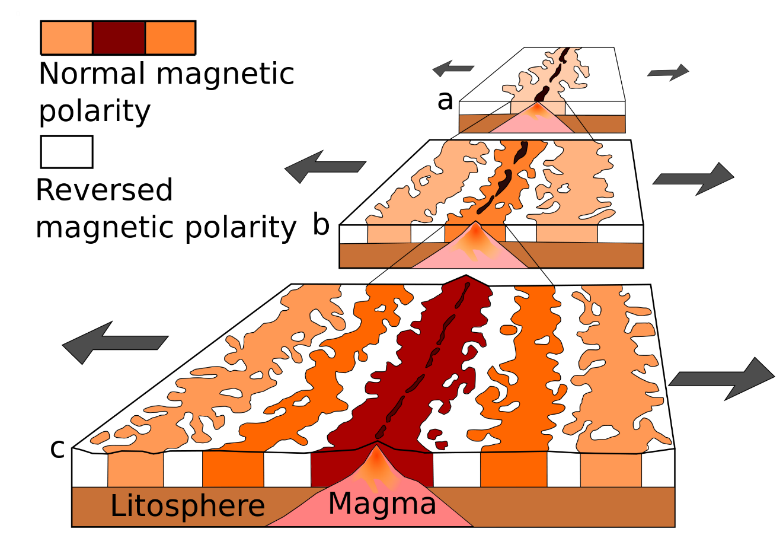 Normal magnetic
polarity
Reversed
magnetic polarity
a
b
c
Litosphere
Magma